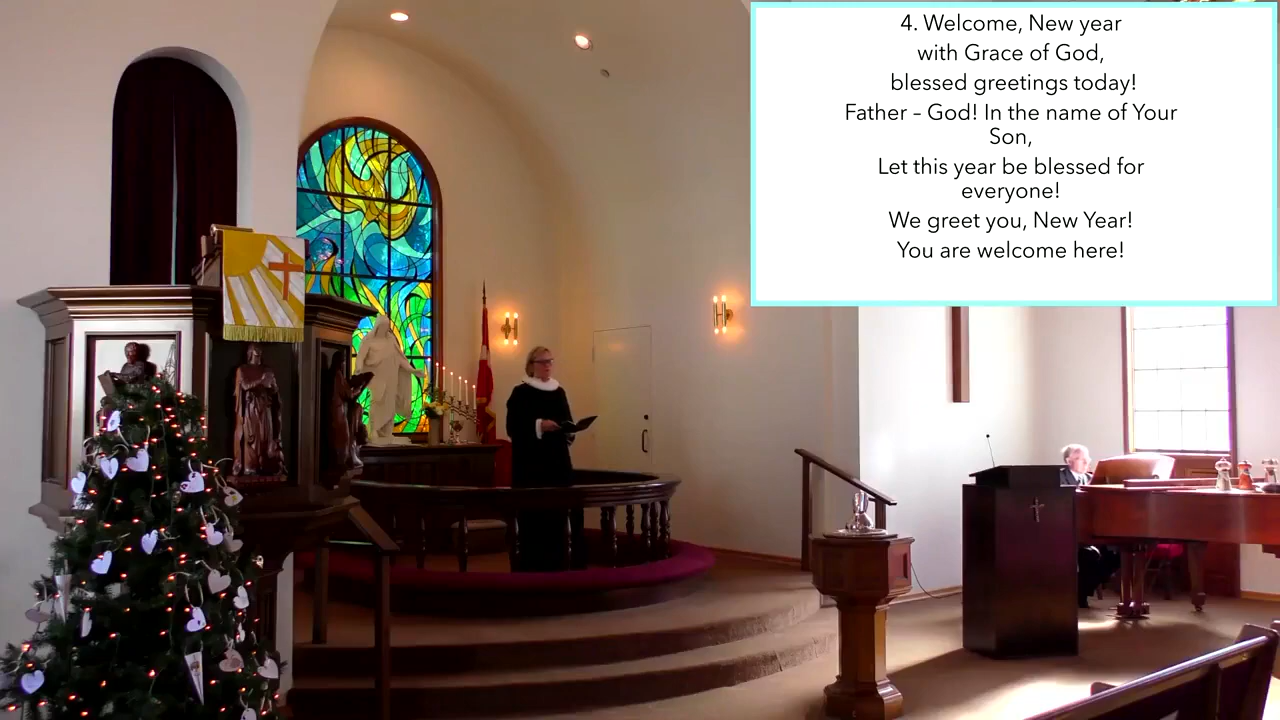 4. Welcome, New year
with Grace of God,
blessed greetings today!
Father – God! In the name of Your
Son,
Let this year be blessed for
everyone!
We greet you, New Year!
You are welcome here!